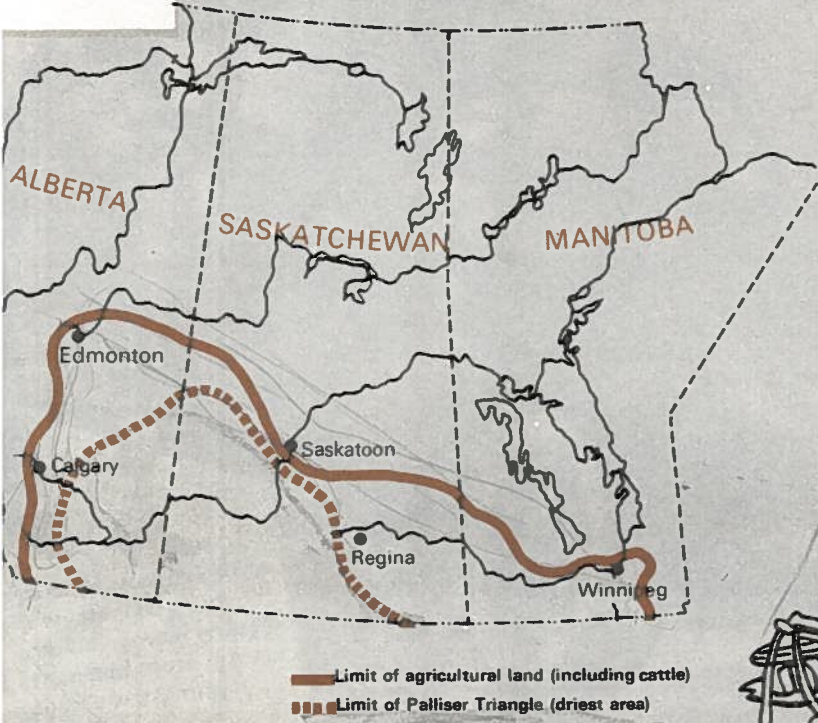 ALBERTA
SASKATCHEWAN
MANITOBA
Edmonton
Saskatoon
Calgary
Regina
Winnipeg
Limit of agricultural land (including cattle)
Limit of Palliser Triangle (driest area)